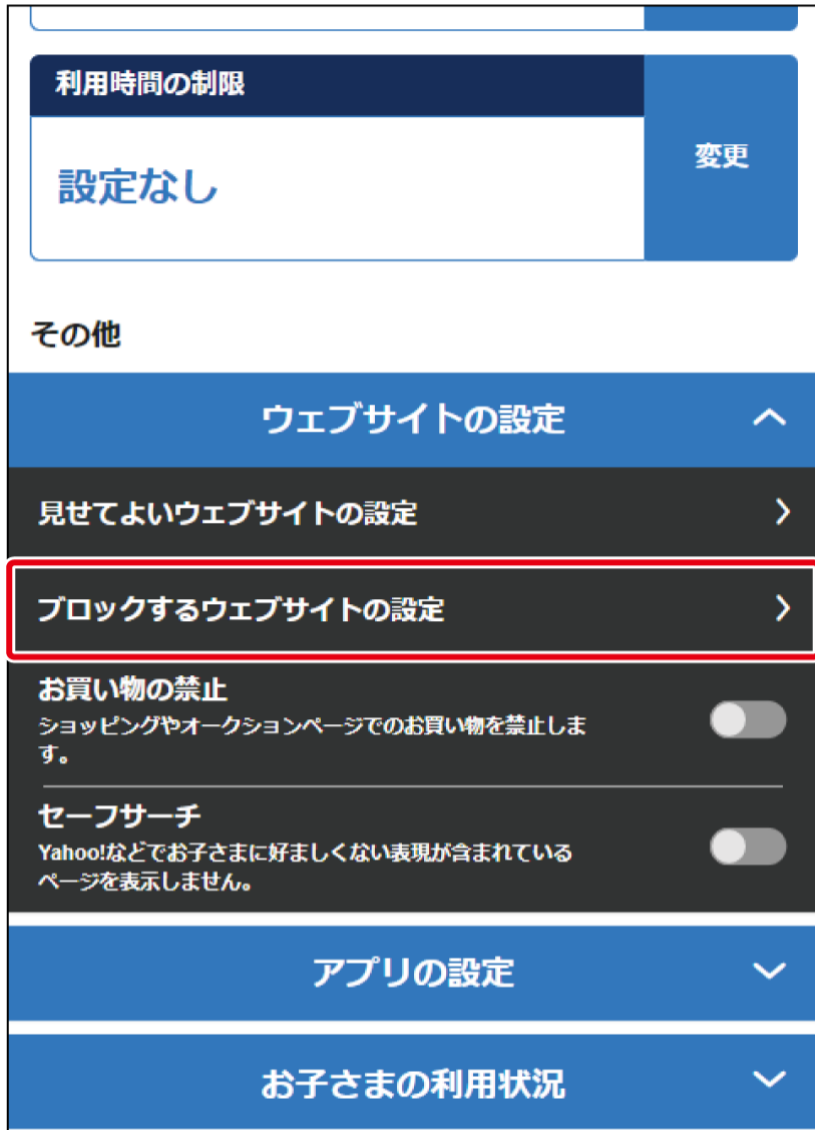 利用時間の制限
設定なし
変更
その他
ウェブサイトの設定
見せてよいウェブサイトの設定
ブロックするウェブサイトの設定
お買い物の禁止
ショッピングやオークションページでのお買い物を禁止しま
す。
セーフサーチ
Yahoo!などでお子さまに好ましくない表現が含まれている
ページを表示しません。
アプリの設定
お子さまの利用状況